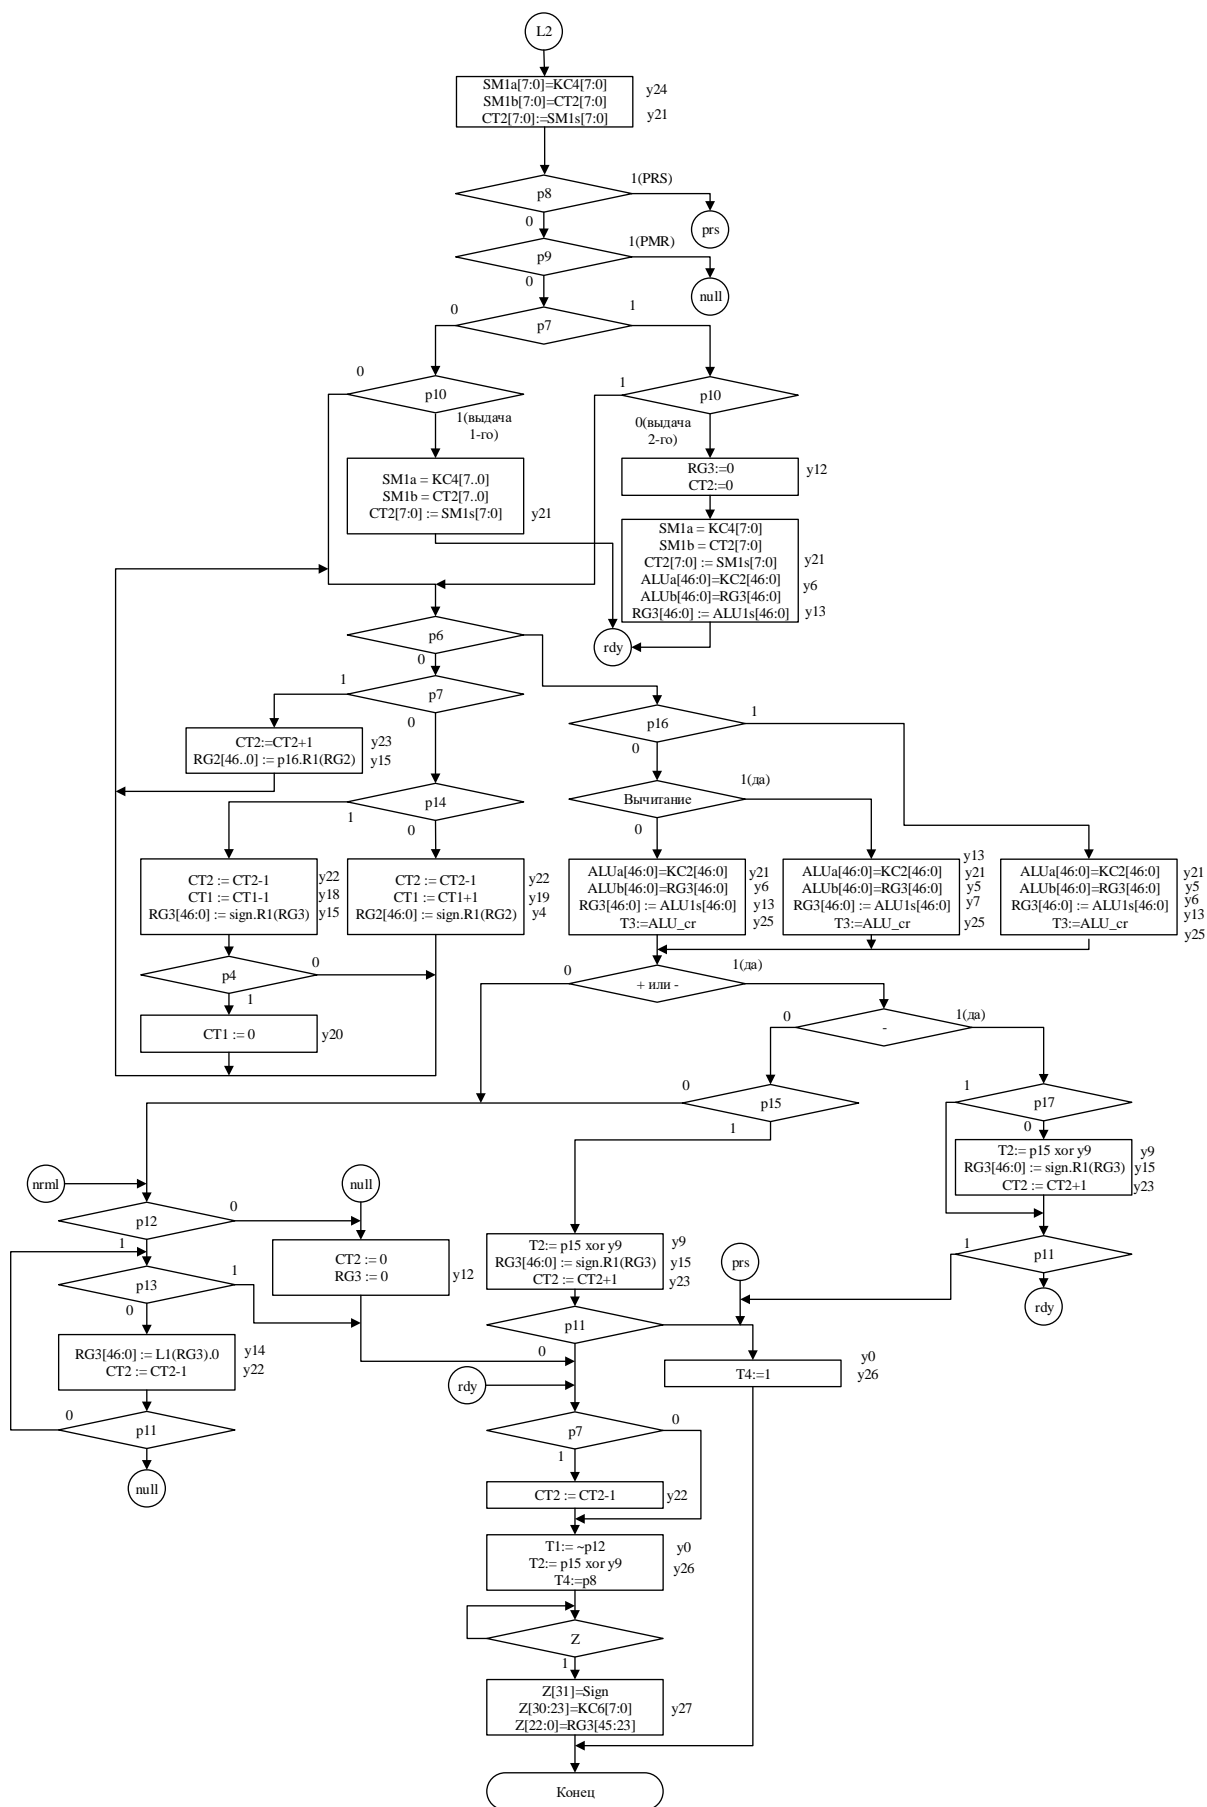 L2
SM1a[7:0]=KC4[7:0]
y24
SM1b[7:0]=CT2[7:0]
CT2[7:0]:=SM1s[7:0]
y21
p8
1(PRS)
0
prs
p9
1(PMR)
0
null
p7
0
1
p10
0
1(выдача
1-го)
p10
1
0(выдача
2-го)
SM1a = KC4[7..0]
SM1b = CT2[7..0]
CT2[7:0] := SM1s[7:0]
y21
RG3:=0
CT2:=0
y12
SM1a = KC4[7:0]
SM1b = CT2[7:0]
CT2[7:0] := SM1s[7:0]
y21
ALUa[46:0]=KC2[46:0]
y6
ALUb[46:0]=RG3[46:0]
RG3[46:0] := ALU1s[46:0]
y13
rdy
p6
0
p7
1
0
CT2:=CT2+1
y23
RG2[46..0] := p16.R1(RG2)
y15
p14
1
0
CT2 := CT2-1
y22
CT1 := CT1-1
y18
RG3[46:0] := sign.R1(RG3)
y15
CT2 := CT2-1
y22
CT1 := CT1+1
y19
RG2[46:0] := sign.R1(RG2)
y4
p4
0
1
CT1 := 0
y20
p16
1
0
Вычитание
1(да)
0
ALUa[46:0]=KC2[46:0]
y21
ALUb[46:0]=RG3[46:0]
y6
RG3[46:0] := ALU1s[46:0]
y13
T3:=ALU_cr
y25
y13
ALUa[46:0]=KC2[46:0]
y21
ALUb[46:0]=RG3[46:0]
y5
RG3[46:0] := ALU1s[46:0]
y7
T3:=ALU_cr
y25
ALUa[46:0]=KC2[46:0]
y21
ALUb[46:0]=RG3[46:0]
y5
y6
RG3[46:0] := ALU1s[46:0]
y13
T3:=ALU_cr
y25
+ или -
0
1(да)
-
0
1(да)
p15
0
1
p17
1
0
T2:= p15 xor y9
y9
RG3[46:0] := sign.R1(RG3)
y15
CT2 := CT2+1
y23
p11
1
rdy
nrml
null
p12
0
1
CT2 := 0
RG3 := 0
y12
p13
1
0
RG3[46:0] := L1(RG3).0
y14
CT2 := CT2-1
y22
p11
0
null
T2:= p15 xor y9
y9
RG3[46:0] := sign.R1(RG3)
y15
CT2 := CT2+1
y23
prs
p11
0
T4:=1
y0
y26
rdy
p7
0
1
CT2 := CT2-1
y22
T1:= ~p12
y0
T2:= p15 xor y9
y26
T4:=p8
Z
1
Z[31]=Sign
Z[30:23]=KC6[7:0]
y27
Z[22:0]=RG3[45:23]
Конец